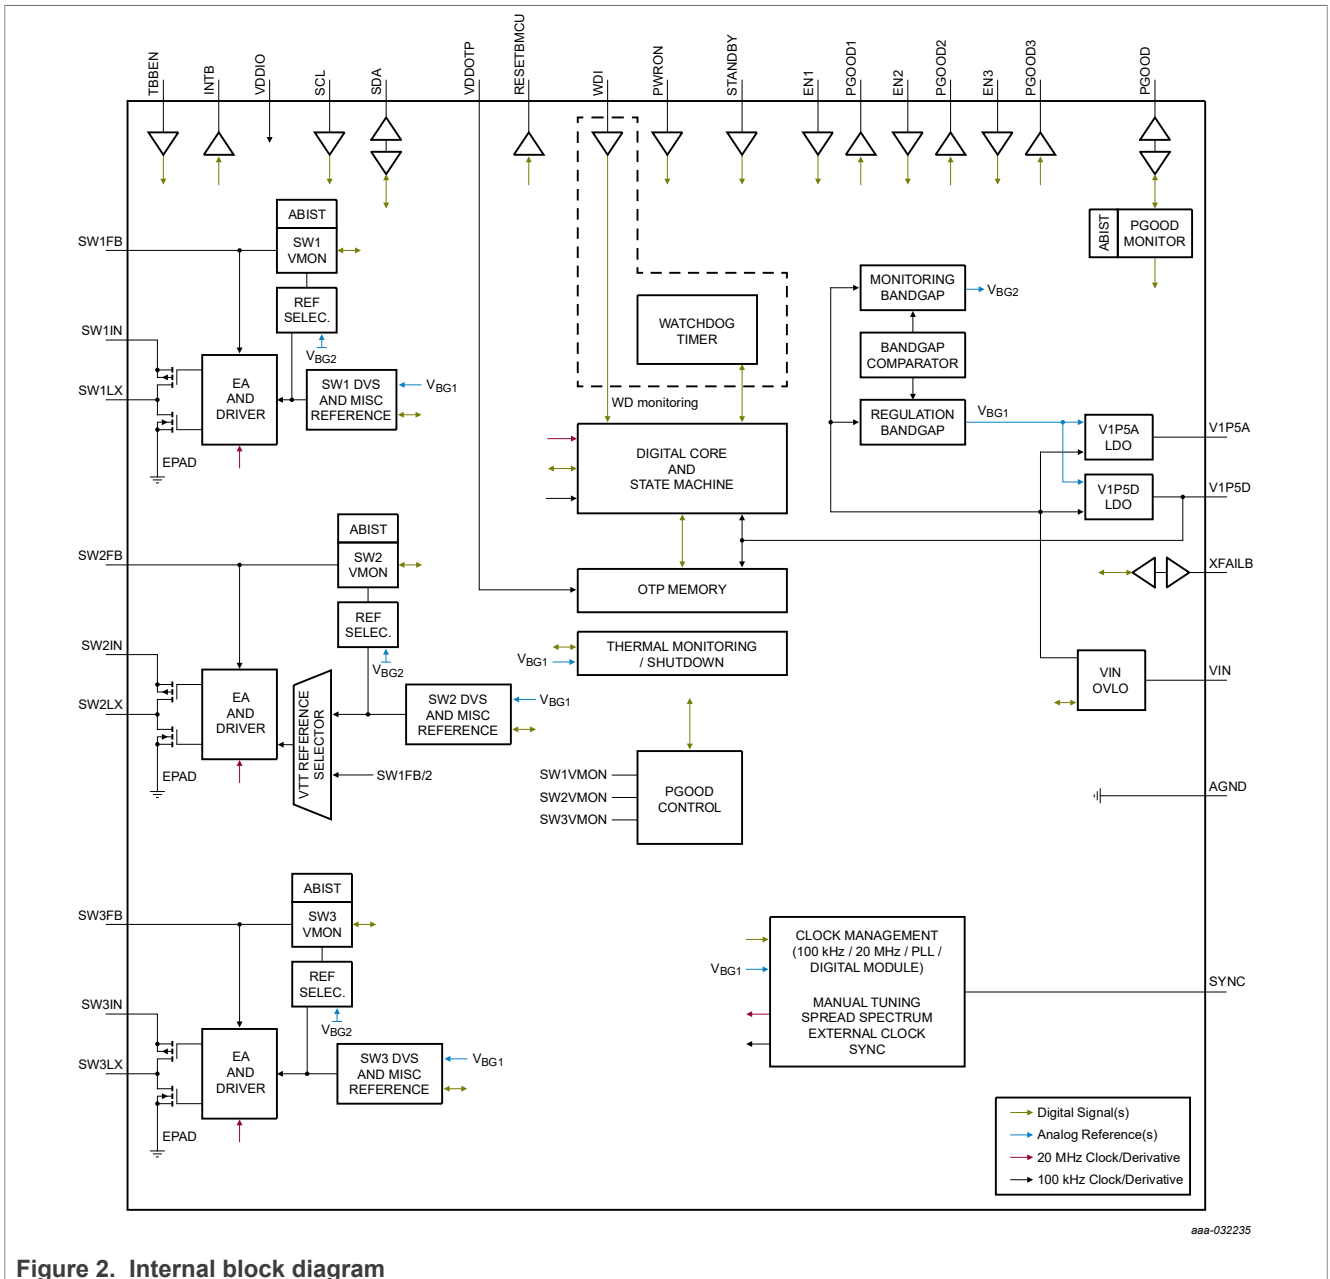 TBBEN
INTB
VDDIO
SCL
SDA
VDDOTP
RESETBMCU
WDI
PWRON
STANDBY
EN1
PGOOD1
EN2
PGOOD2
EN3
PGOOD3
PGOOD
SW1FB
ABIST
SW1
VMON
REF
SELEC.
VBG2
SW1IN
SW1LX
EA
AND
DRIVER
SW1 DVS
AND MISC
REFERENCE
VBG1
EPAD
WATCHDOG
TIMER
WD monitoring
DIGITAL CORE
AND
STATE MACHINE
ABIST
PGOOD
MONITOR
MONITORING
BANDGAP
VBG2
BANDGAP
COMPARATOR
REGULATION
BANDGAP
VBG1
V1P5A
LDO
V1P5A
V1P5D
LDO
V1P5D
XFAILB
SW2FB
ABIST
SW2
VMON
REF
SELEC.
VBG2
SW2IN
SW2LX
EA
AND
DRIVER
VTT REFERENCE
SELECTOR
SW2 DVS
AND MISC
REFERENCE
VBG1
SW1FB/2
EPAD
OTP MEMORY
VBG1
THERMAL MONITORING
/ SHUTDOWN
VIN
OVLO
VIN
SW1VMON
SW2VMON
SW3VMON
PGOOD
CONTROL
AGND
SW3FB
ABIST
SW3
VMON
REF
SELEC.
VBG2
SW3IN
SW3LX
EA
AND
DRIVER
SW3 DVS
AND MISC
REFERENCE
VBG1
EPAD
VBG1
CLOCK MANAGEMENT
(100 kHz / 20 MHz / PLL /
DIGITAL MODULE)
MANUAL TUNING
SPREAD SPECTRUM
EXTERNAL CLOCK
SYNC
SYNC
Digital Signal(s)
Analog Reference(s)
20 MHz Clock/Derivative
100 kHz Clock/Derivative
aaa-032235
Figure 2. Internal block diagram